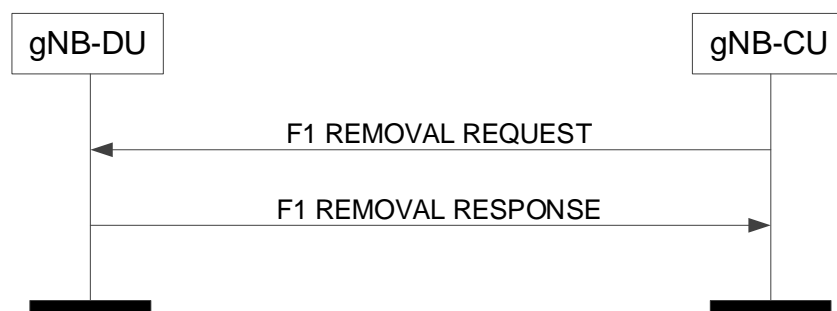 gNB-DU
gNB-CU
F1 REMOVAL REQUEST
F1 REMOVAL RESPONSE